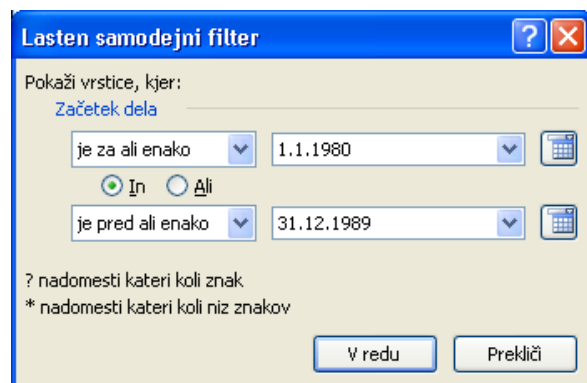 Lasten samodejni filter
Pokaži vrstice, kjer:
Začetek dela
je za ali enako 1.1.1980
In Ali
je pred ali enako 31.12.1989
? nadomesti kateri koli znak
* nadomesti kateri koli niz znakov
V redu Prekliči